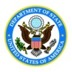 DEPARTMENT OF STATE
UNITED STATES OF AMERICA